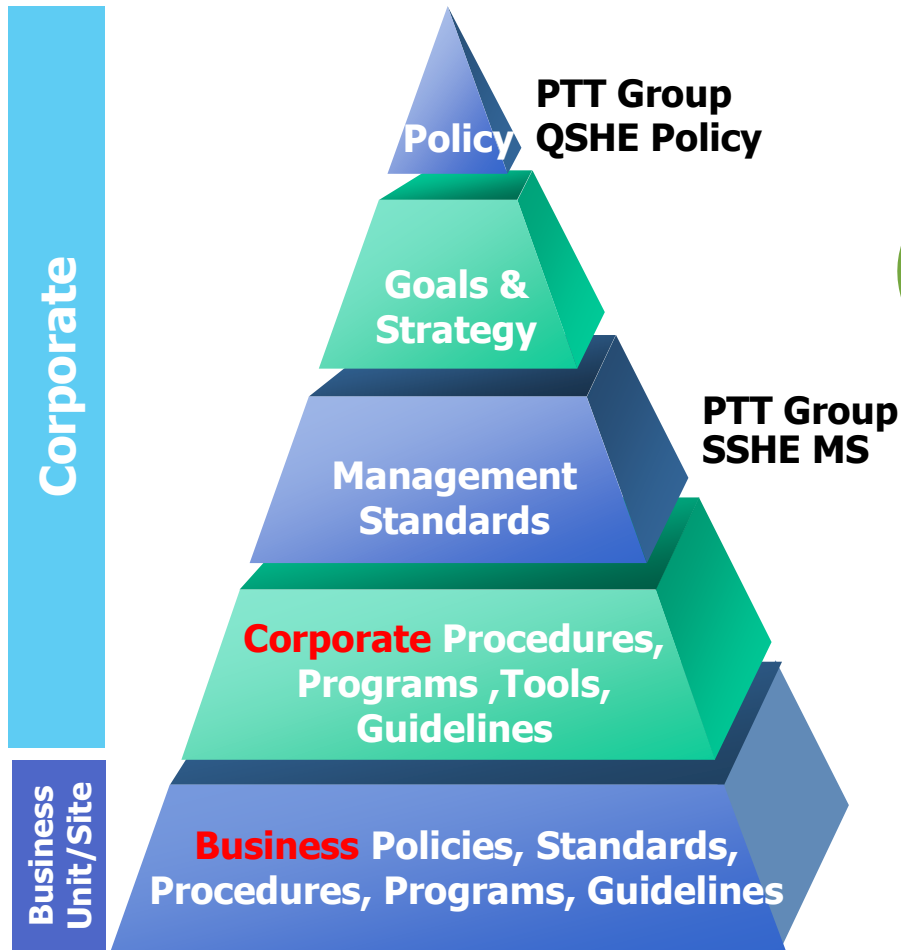 Policy
PTT Group
QSHE Policy
Goals &
Strategy
Corporate
PTT Group
SSHE MS
Management
Standards
Corporate Procedures,
Programs ,Tools,
Guidelines
Business
Unit/Site
Business Policies, Standards,
Procedures, Programs, Guidelines